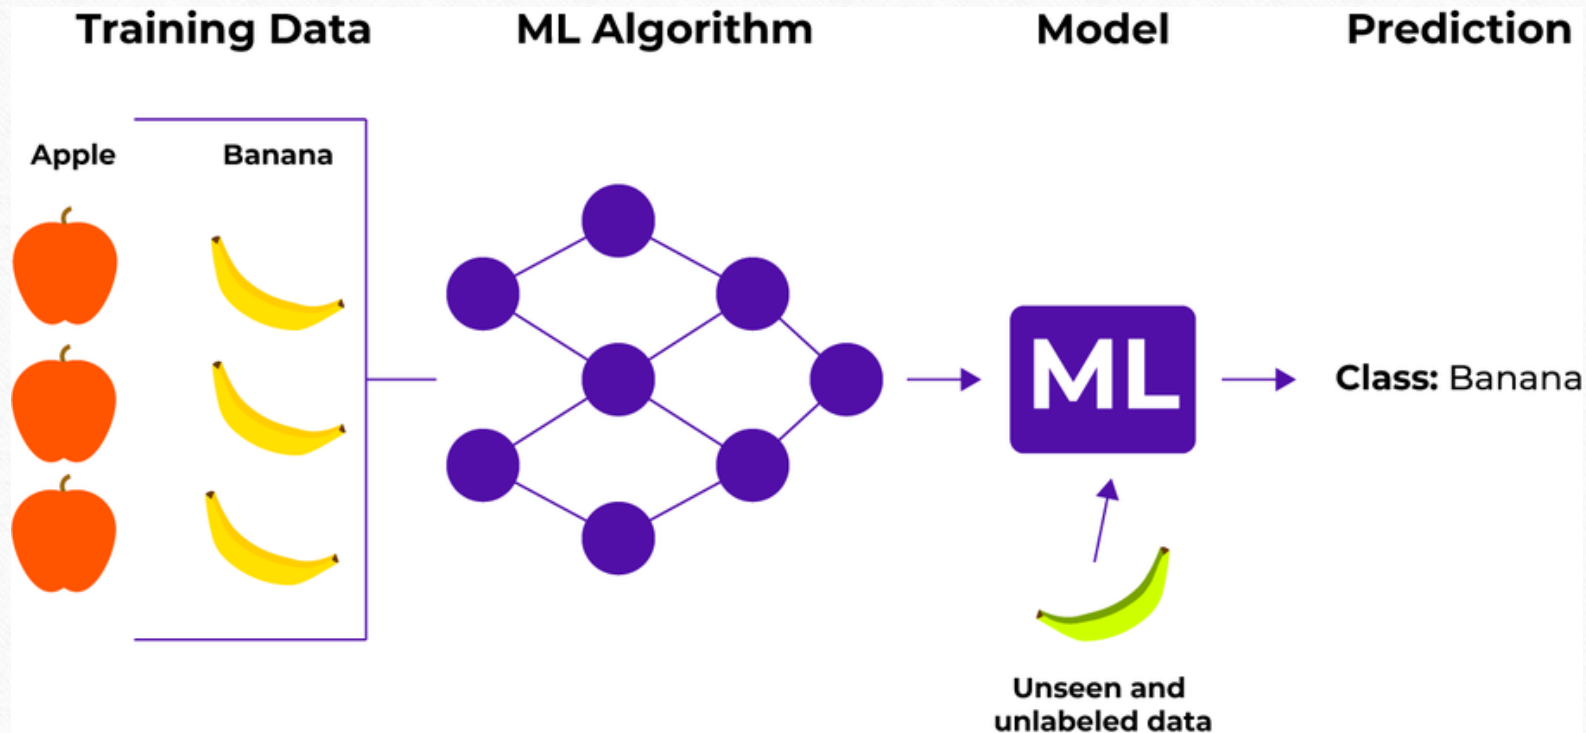 Training Data
ML Algorithm
Model
Prediction
Apple
Banana
ML
Class: Banana
Unseen and
unlabeled data